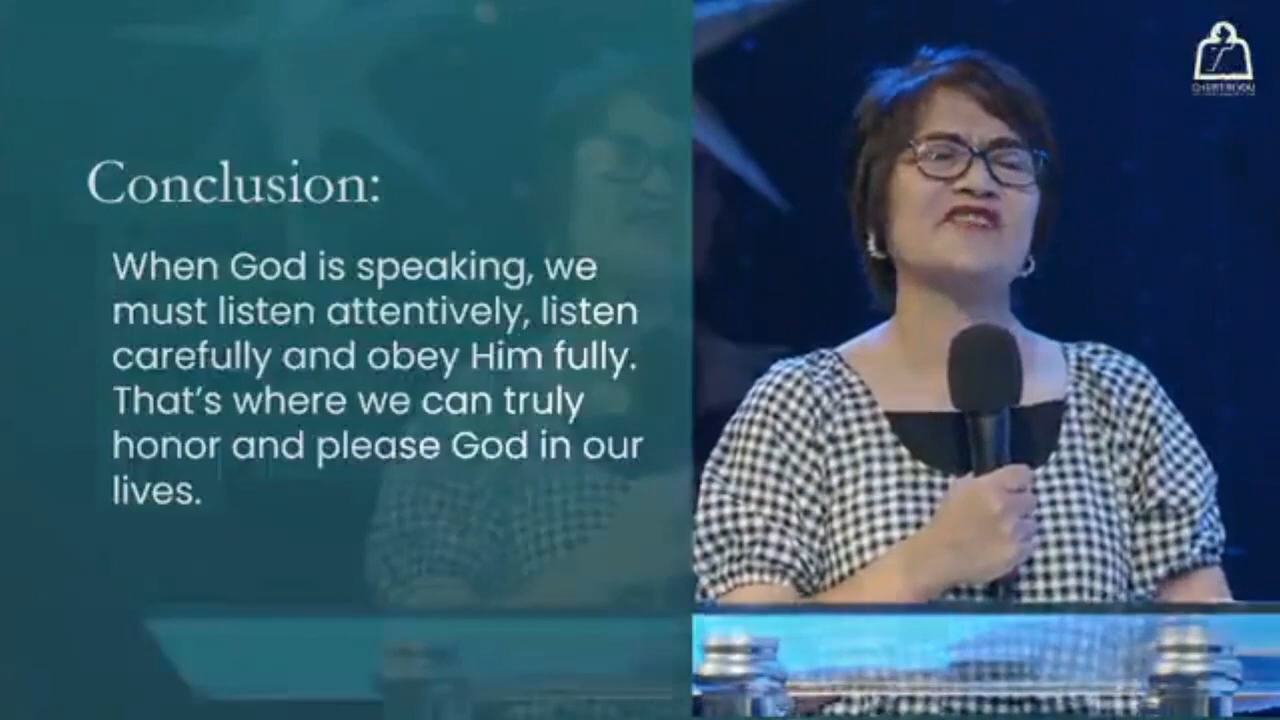 Conclusion:
When God is speaking, we
must listen attentively, listen
carefully and obey Him fully.
That's where we can truly
honor and please God in our
lives.